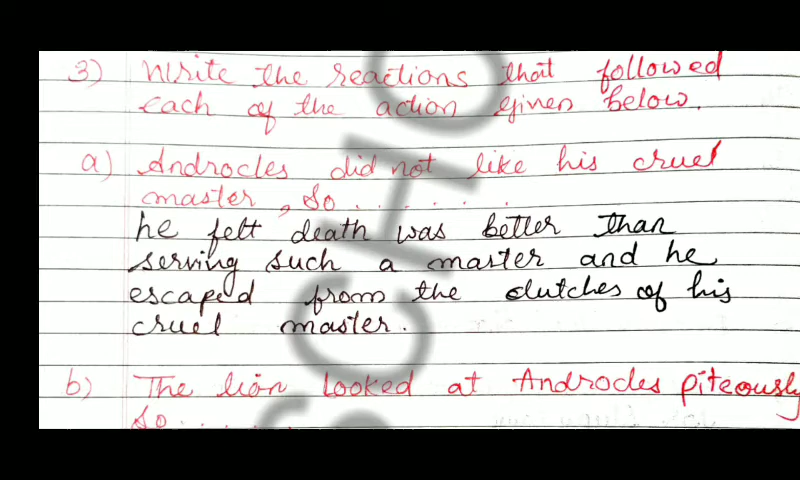 3) Write the reactions that followed
each of the action given below.
a) Androcles did not like his cruel
master, so . . . . . . .
he felt death was better than
serving such a master and he
escaped from the clutches of his
cruel master.
b) The lion looked at Androcles piteously
so . . . . .
SCHO